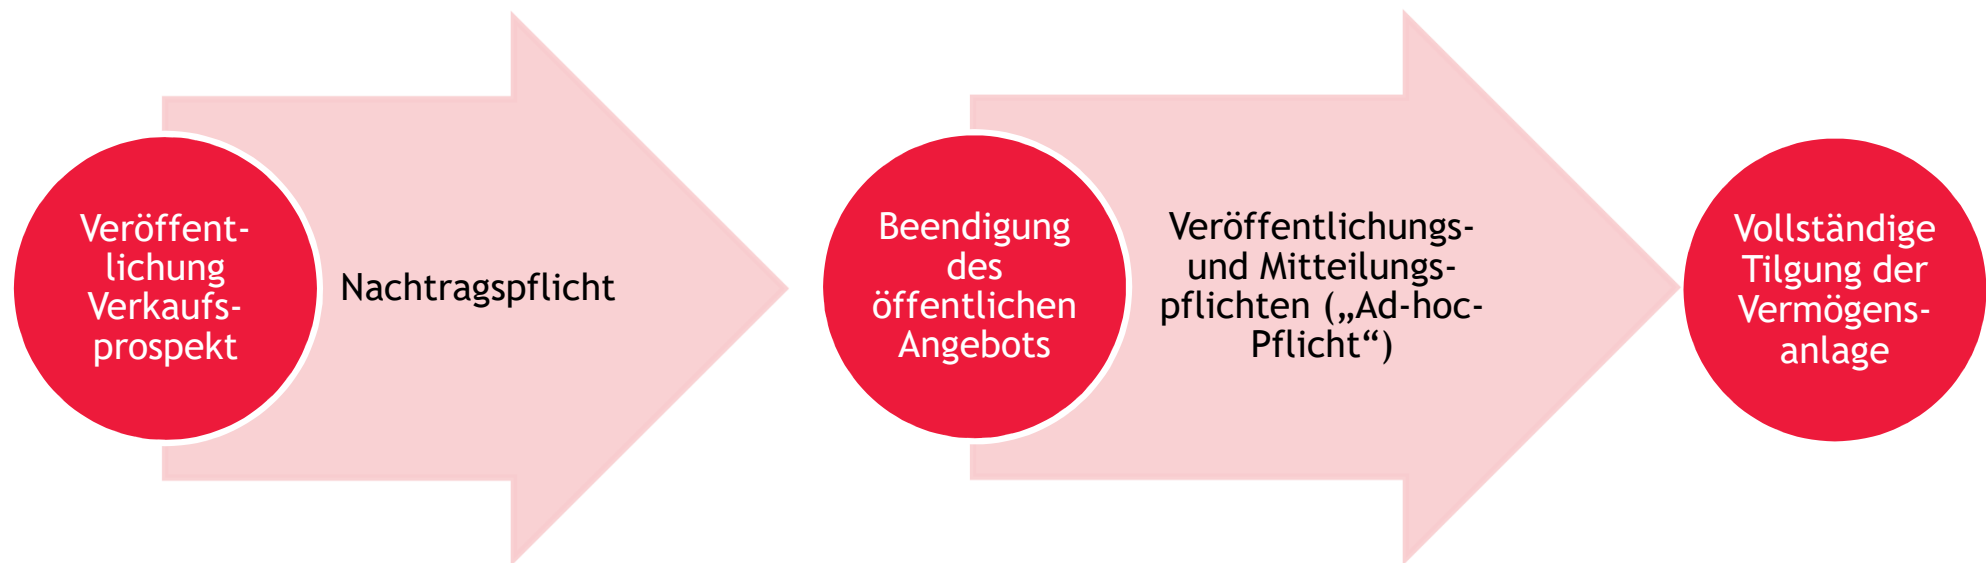 Veröffent-
lichung
Verkaufs-
prospekt
Nachtragspflicht
Beendigung
des
öffentlichen
Angebots
Veröffentlichungs-
und Mitteilungs-
pflichten („Ad-hoc-
Pflicht“)
Vollständige
Tilgung der
Vermögens-
anlage